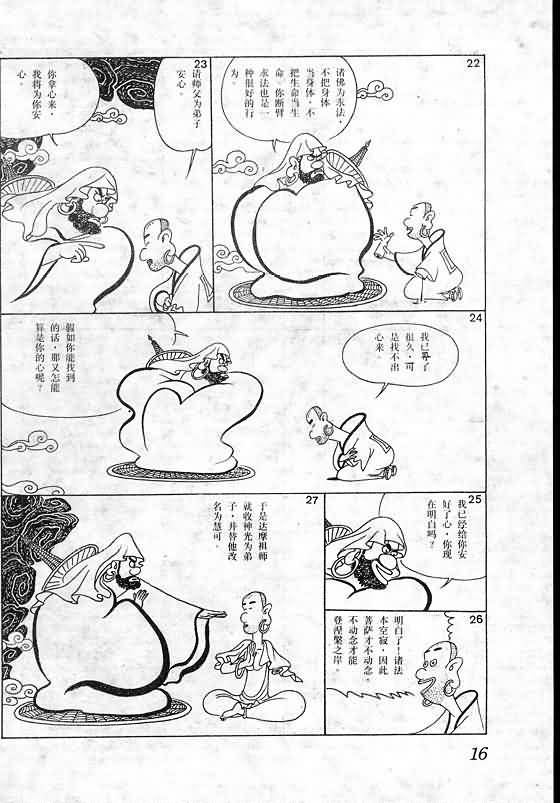 22
诸佛为求法，
不把身体
当身体，不
把生命当生
命。你断臂
求法也是一
种很好的行
为。
23
请师父为弟子
安心。
你拿心来，
我将为你安
心。
24
我已寻了
很久，可
是找不出
心来。
假如你能找到
的话，那又怎能
算是你的心呢？
25
我已经给你安
好了心，你现
在明白吗？
26
明白了！诸法
本空寂，因此
菩萨才不动念。
不动念才能
登涅槃之岸。
27
于是达摩祖师
就收神光为弟
子，并替他改
名为慧可。
16